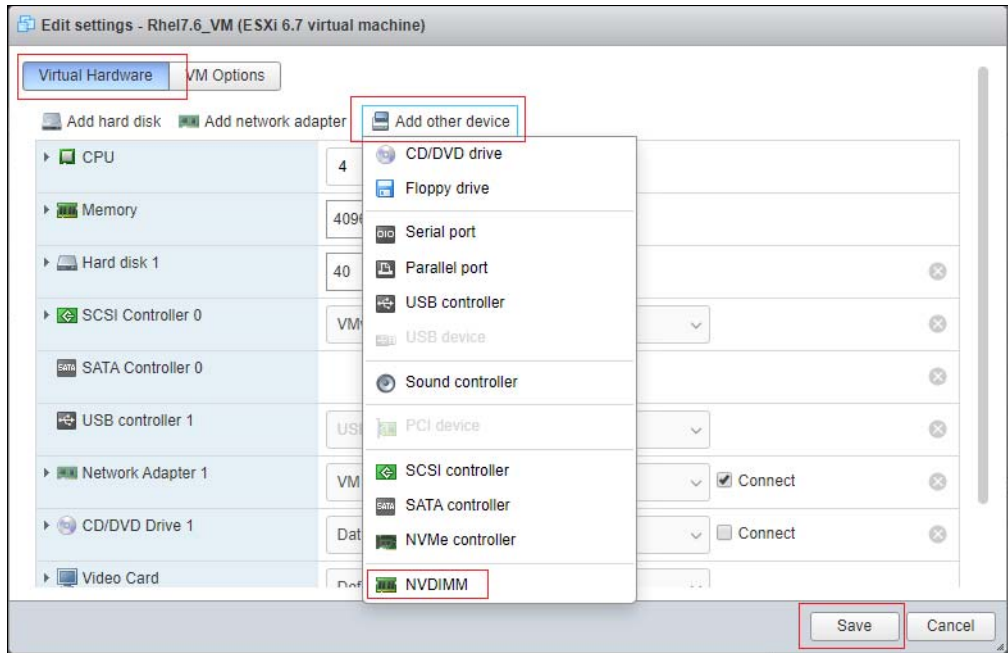 Edit settings - Rhel7.6_VM (ESXi 6.7 virtual machine)
Virtual Hardware VM Options
Add hard disk Add network adapter Add other device
CPU 4
Memory 4096
Hard disk 1 40
SCSI Controller 0
SATA Controller 0
USB controller 1
Network Adapter 1 VM Connect
CD/DVD Drive 1 Connect
Video Card
CD/DVD drive
Floppy drive
Serial port
Parallel port
USB controller
USB device
Sound controller
PCI device
SCSI controller
SATA controller
NVMe controller
NVDIMM
Save Cancel